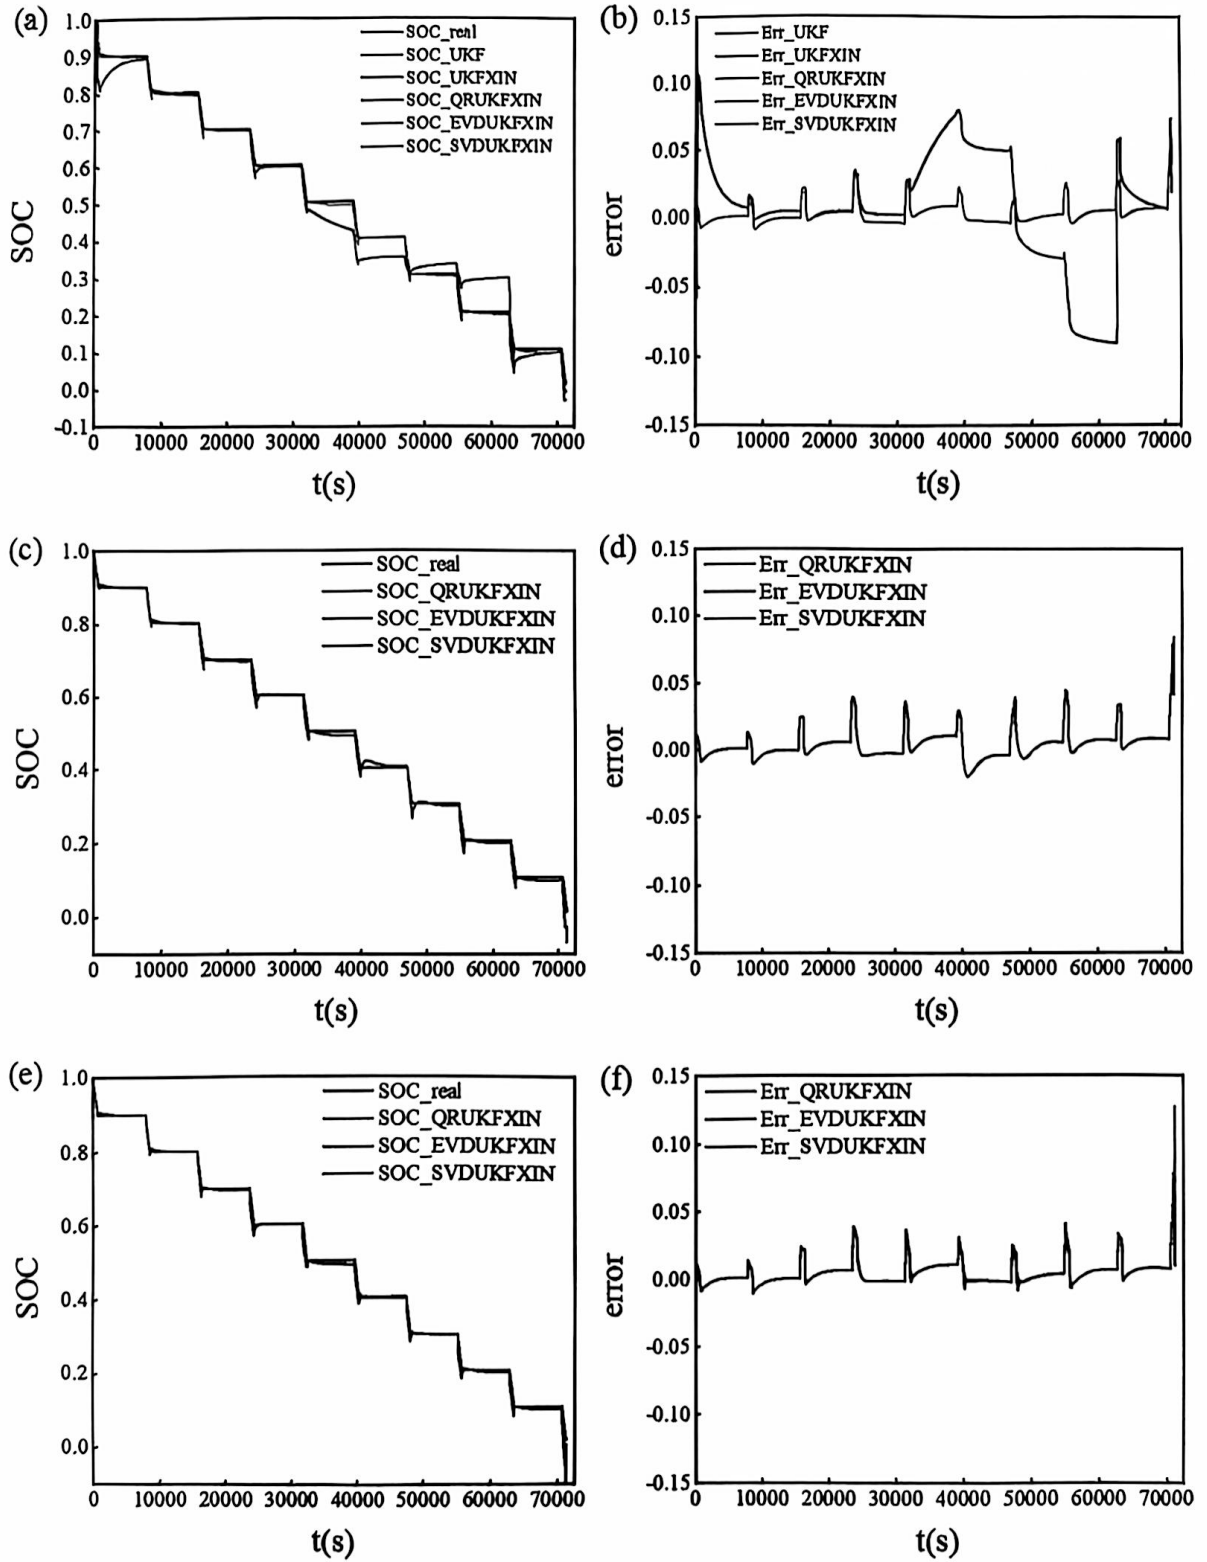 (a)
1.0
0.9
0.8
0.7
0.6
0.5
0.4
0.3
0.2
0.1
0.0
-0.1
SOC
SOC_real
SOC_UKF
SOC_UKFXIN
SOC_QRUKFXIN
SOC_EVDUKFXIN
SOC_SVDUKFXIN
0 10000 20000 30000 40000 50000 60000 70000
t(s)
(b)
0.15
0.10
0.05
0.00
-0.05
-0.10
-0.15
error
Err_UKF
Err_UKFXIN
Err_QRUKFXIN
Err_EVDUKFXIN
Err_SVDUKFXIN
0 10000 20000 30000 40000 50000 60000 70000
t(s)
(c)
1.0
0.8
0.6
0.4
0.2
0.0
SOC
SOC_real
SOC_QRUKFXIN
SOC_EVDUKFXIN
SOC_SVDUKFXIN
0 10000 20000 30000 40000 50000 60000 70000
t(s)
(d)
0.15
0.10
0.05
0.00
-0.05
-0.10
-0.15
error
Err_QRUKFXIN
Err_EVDUKFXIN
Err_SVDUKFXIN
0 10000 20000 30000 40000 50000 60000 70000
t(s)
(e)
1.0
0.8
0.6
0.4
0.2
0.0
SOC
SOC_real
SOC_QRUKFXIN
SOC_EVDUKFXIN
SOC_SVDUKFXIN
0 10000 20000 30000 40000 50000 60000 70000
t(s)
(f)
0.15
0.10
0.05
0.00
-0.05
-0.10
-0.15
error
Err_QRUKFXIN
Err_EVDUKFXIN
Err_SVDUKFXIN
0 10000 20000 30000 40000 50000 60000 70000
t(s)